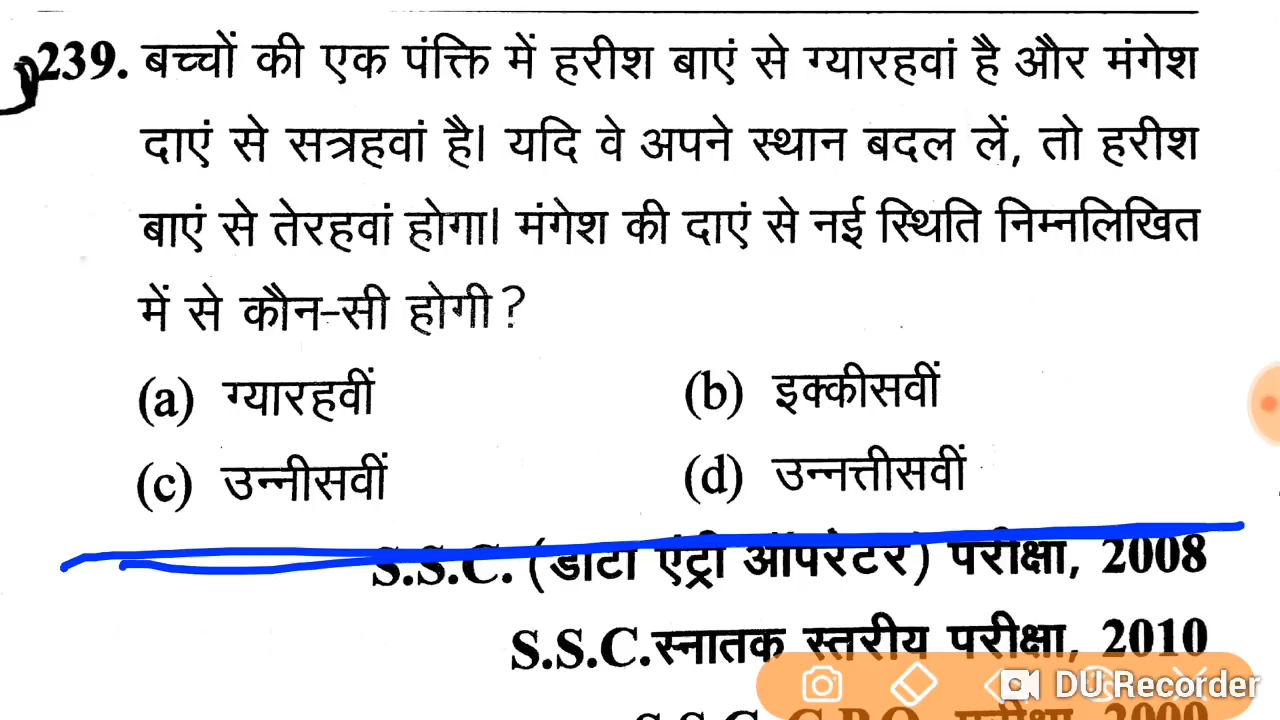 239. बच्चों की एक पंक्ति में हरीश बाएं से ग्यारहवां है और मंगेश
दाएं से सत्रहवां है। यदि वे अपने स्थान बदल लें, तो हरीश
बाएं से तेरहवां होगा। मंगेश की दाएं से नई स्थिति निम्नलिखित
में से कौन-सी होगी?
(a) ग्यारहवीं (b) इक्कीसवीं
(c) उन्नीसवीं (d) उन्नत्तीसवीं
S.S.C. (डाटा एंट्री ऑपरेटर) परीक्षा, 2008
S.S.C.स्नातक स्तरीय परीक्षा, 2010
DU Recorder